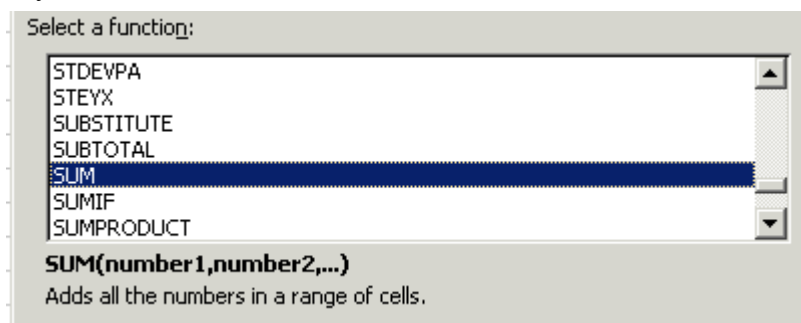 Select a function:
STDEVPA
STEYX
SUBSTITUTE
SUBTOTAL
SUM
SUMIF
SUMPRODUCT
SUM(number1,number2,...)
Adds all the numbers in a range of cells.